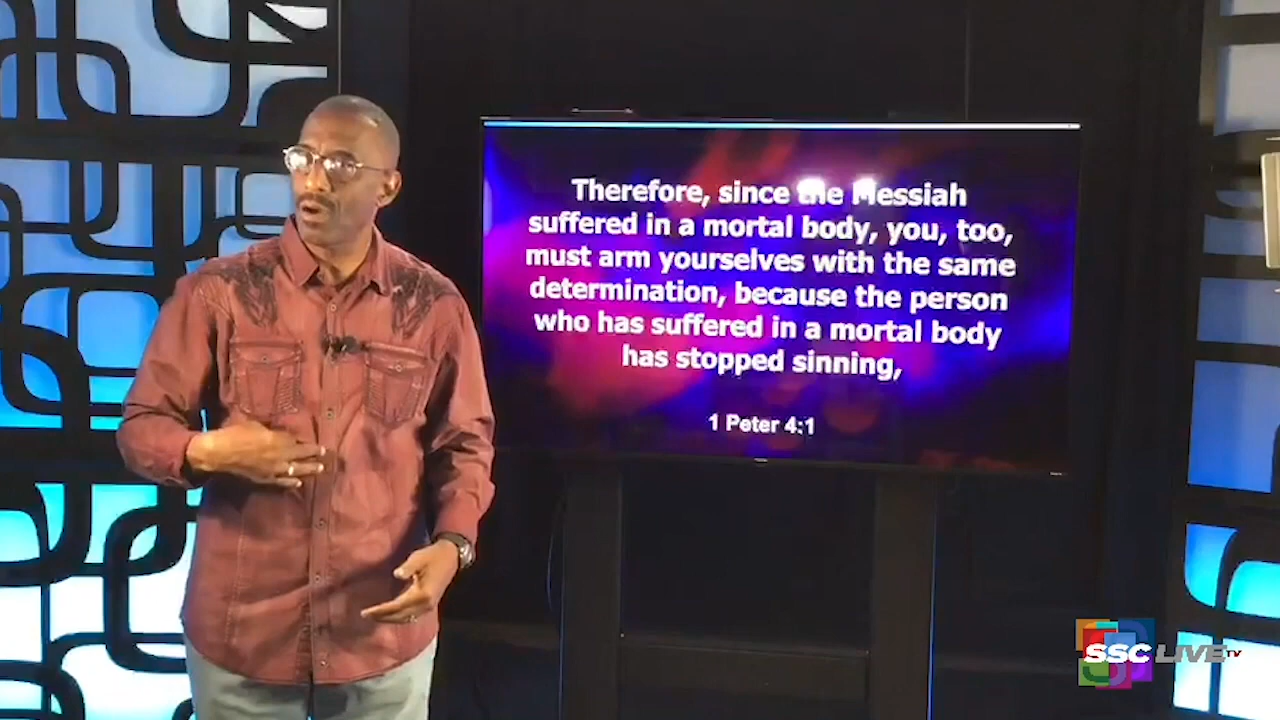 Therefore, since the Messiah
suffered in a mortal body, you, too,
must arm yourselves with the same
determination, because the person
who has suffered in a mortal body
has stopped sinning,
1 Peter 4:1
SSC LIVE TV